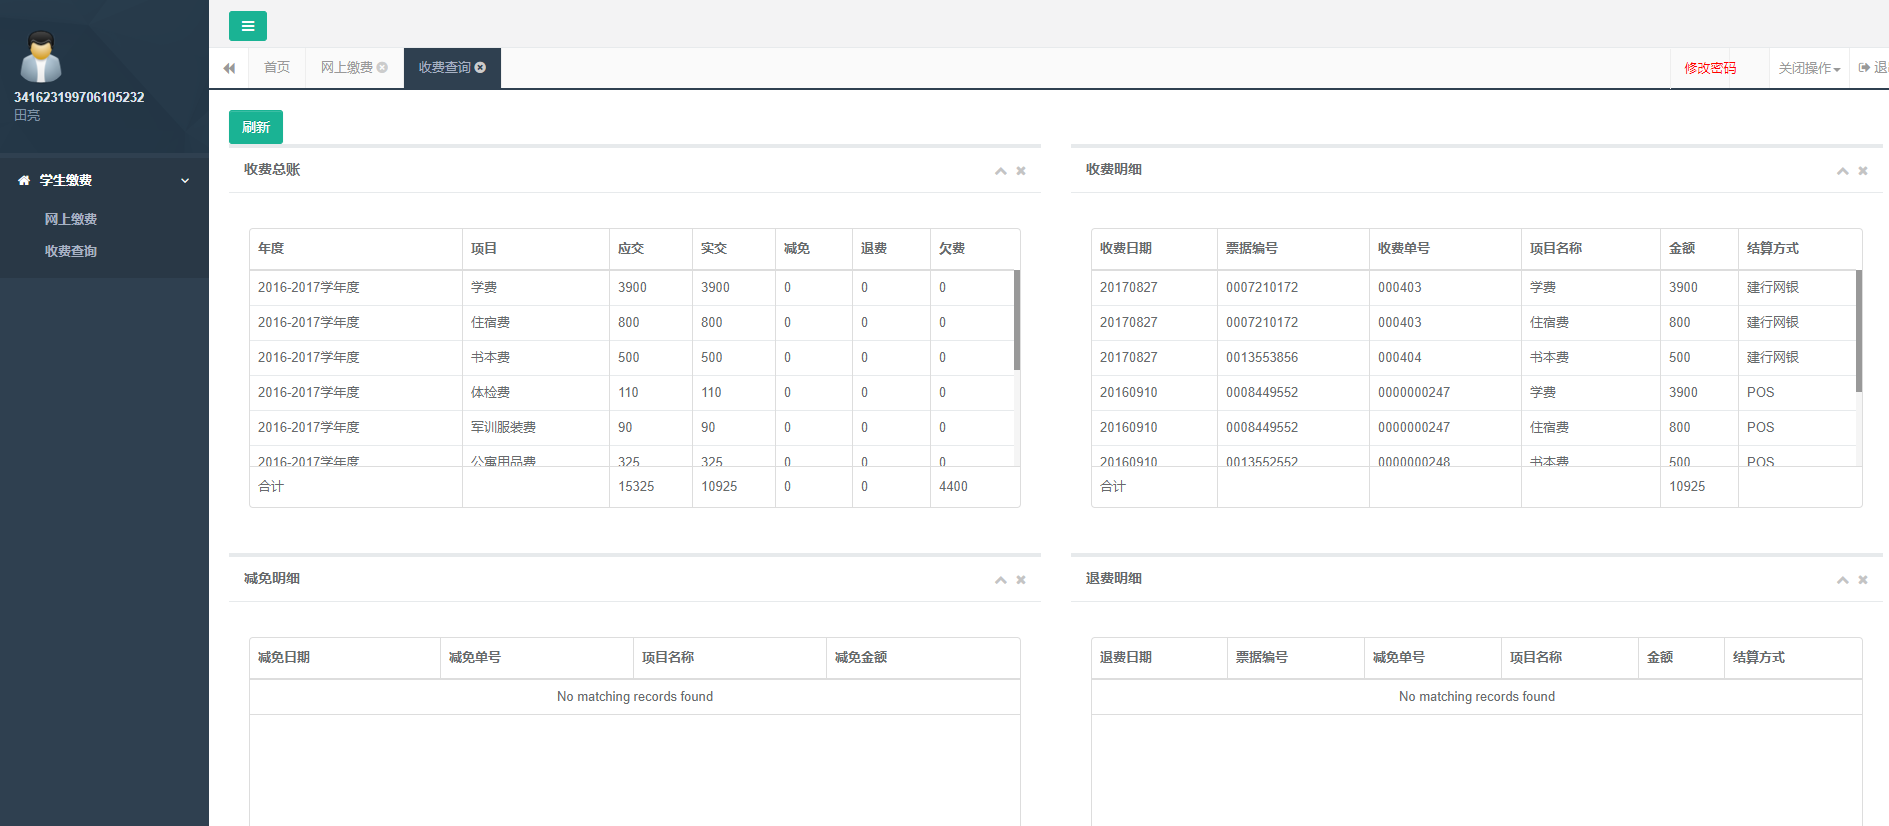 341623199706105232
田亮
学生缴费
网上缴费
收费查询
首页 网上缴费 收费查询 修改密码 关闭操作 退
刷新
收费总账
年度 项目 应交 实交 减免 退费 欠费
2016-2017学年度 学费 3900 3900 0 0 0
2016-2017学年度 住宿费 800 800 0 0 0
2016-2017学年度 书本费 500 500 0 0 0
2016-2017学年度 体检费 110 110 0 0 0
2016-2017学年度 军训服装费 90 90 0 0 0
2016-2017学年度 公寓用品费 325 325 0 0 0
合计 15325 10925 0 0 4400
收费明细
收费日期 票据编号 收费单号 项目名称 金额 结算方式
20170827 0007210172 000403 学费 3900 建行网银
20170827 0007210172 000403 住宿费 800 建行网银
20170827 0013553856 000404 书本费 500 建行网银
20160910 0008449552 0000000247 学费 3900 POS
20160910 0008449552 0000000247 住宿费 800 POS
20160910 0013552552 0000000248 书本费 500 POS
合计 10925
减免明细
减免日期 减免单号 项目名称 减免金额
No matching records found
退费明细
退费日期 票据编号 减免单号 项目名称 金额 结算方式
No matching records found